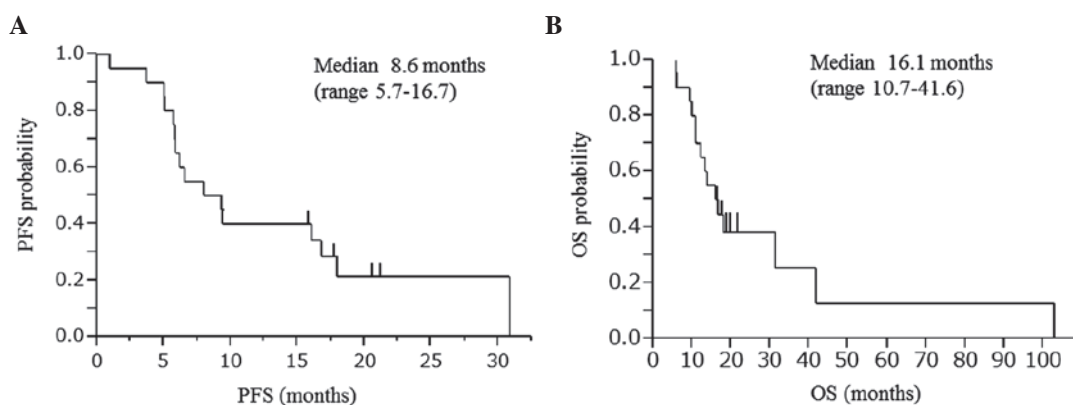 A
Median 8.6 months
(range 5.7-16.7)
PFS probability
1.0
0.8
0.6
0.4
0.2
0.0
0 5 10 15 20 25 30
PFS (months)
B
Median 16.1 months
(range 10.7-41.6)
OS probability
1.0
0.8
0.6
0.4
0.2
0.0
0 10 20 30 40 50 60 70 80 90 100
OS (months)